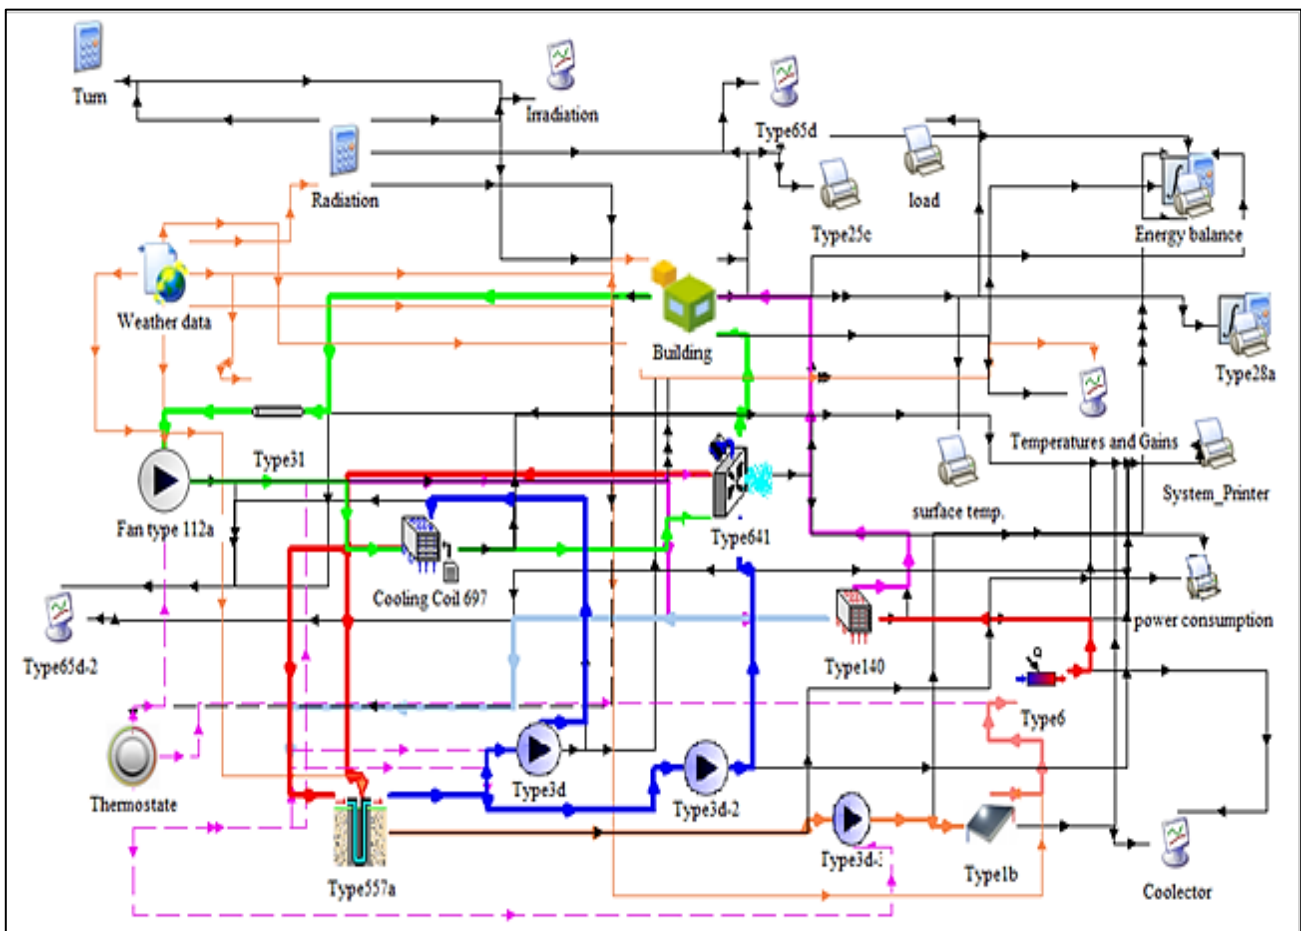 Turn
Irradiation
Type65d
load
Radiation
Type25c
Energy balance
Weather data
Building
Type28a
Temperatures and Gains
Type31
System_Printer
Fan type 112a
surface temp.
Type641
Cooling Coil 697
power consumption
Type65d-2
Type140
Q
Type6
Thermostate
Type3d
Type3d-2
Type3d-
Type1b
Type557a
Coolector